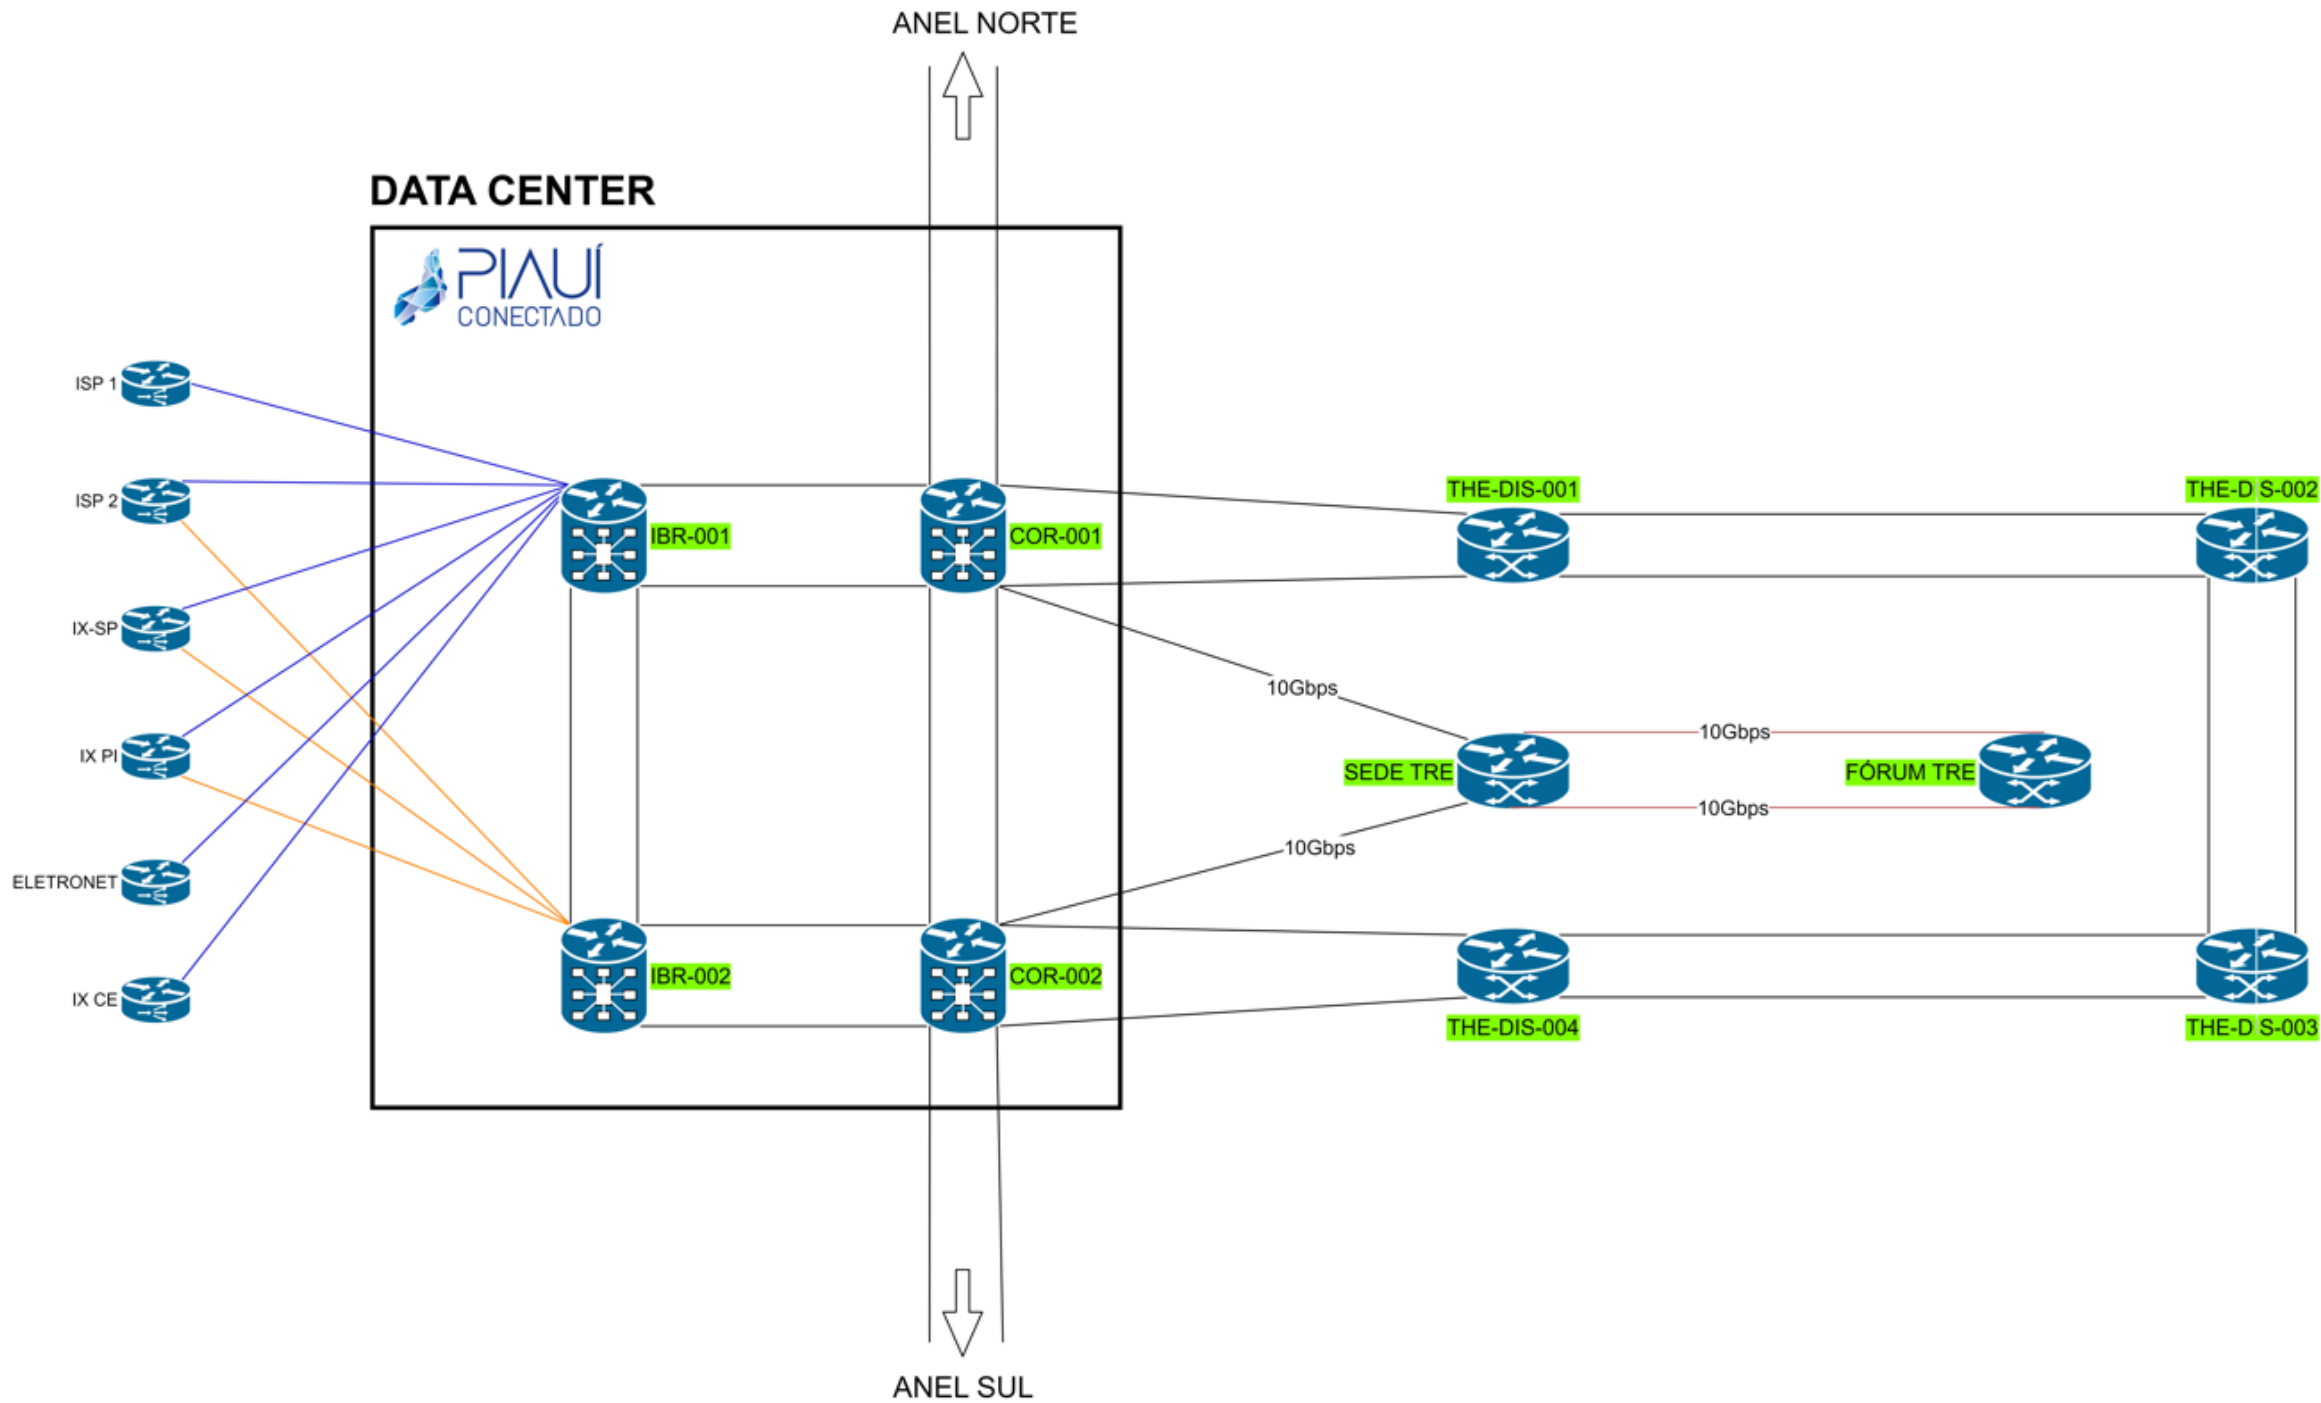 ANEL NORTE
DATA CENTER
PIAUÍ
CONECTADO
ISP 1
ISP 2
IX-SP
IX PI
ELETRONET
IX CE
IBR-001
COR-001
IBR-002
COR-002
THE-DIS-001
THE-D S-002
10Gbps
10Gbps
SEDE TRE
FÓRUM TRE
10Gbps
10Gbps
THE-DIS-004
THE-D S-003
ANEL SUL